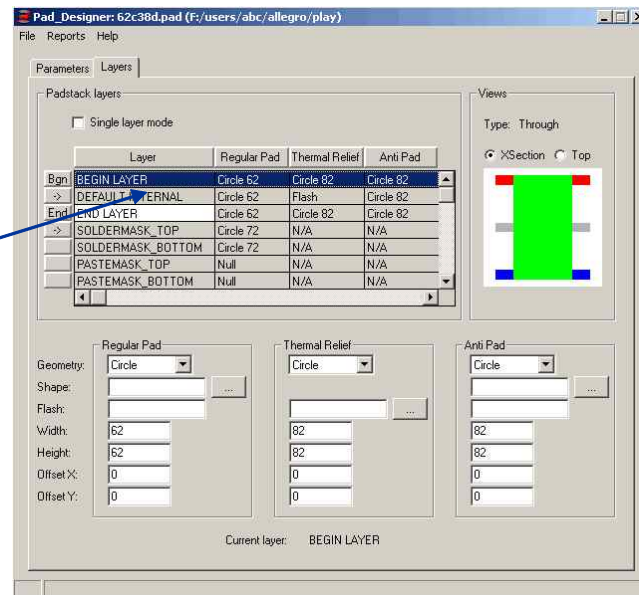 Pad_Designer: 62c38d.pad (F:/users/abc/allegro/play)
File Reports Help
Parameters Layers
Padstack layers
Single layer mode
Views
Type: Through
XSection Top
Layer Regular Pad Thermal Relief Anti Pad
Bgn BEGIN LAYER Circle 62 Circle 82 Circle 82
-> DEFAULT INTERNAL Circle 62 Flash Circle 82
End END LAYER Circle 62 Circle 82 Circle 82
-> SOLDERMASK_TOP Circle 72 N/A N/A
SOLDERMASK_BOTTOM Circle 72 N/A N/A
PASTEMASK_TOP Null N/A N/A
PASTEMASK_BOTTOM Null N/A N/A
Regular Pad Thermal Relief Anti Pad
Geometry: Circle Circle Circle
Shape: ... ...
Flash: ...
Width: 62 82 82
Height: 62 82 82
Offset X: 0 0 0
Offset Y: 0 0 0
Current layer: BEGIN LAYER